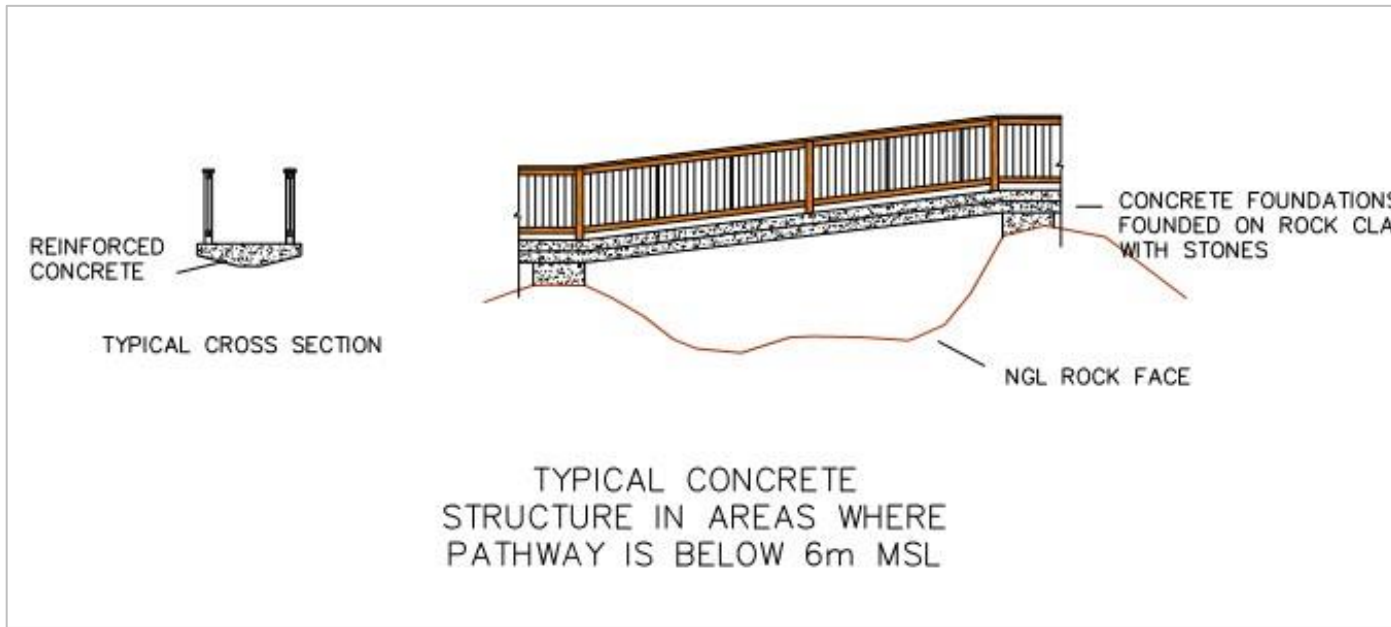 REINFORCED
CONCRETE
TYPICAL CROSS SECTION
CONCRETE FOUNDATIONS
FOUNDED ON ROCK CLA
WITH STONES
NGL ROCK FACE
TYPICAL CONCRETE
STRUCTURE IN AREAS WHERE
PATHWAY IS BELOW 6m MSL